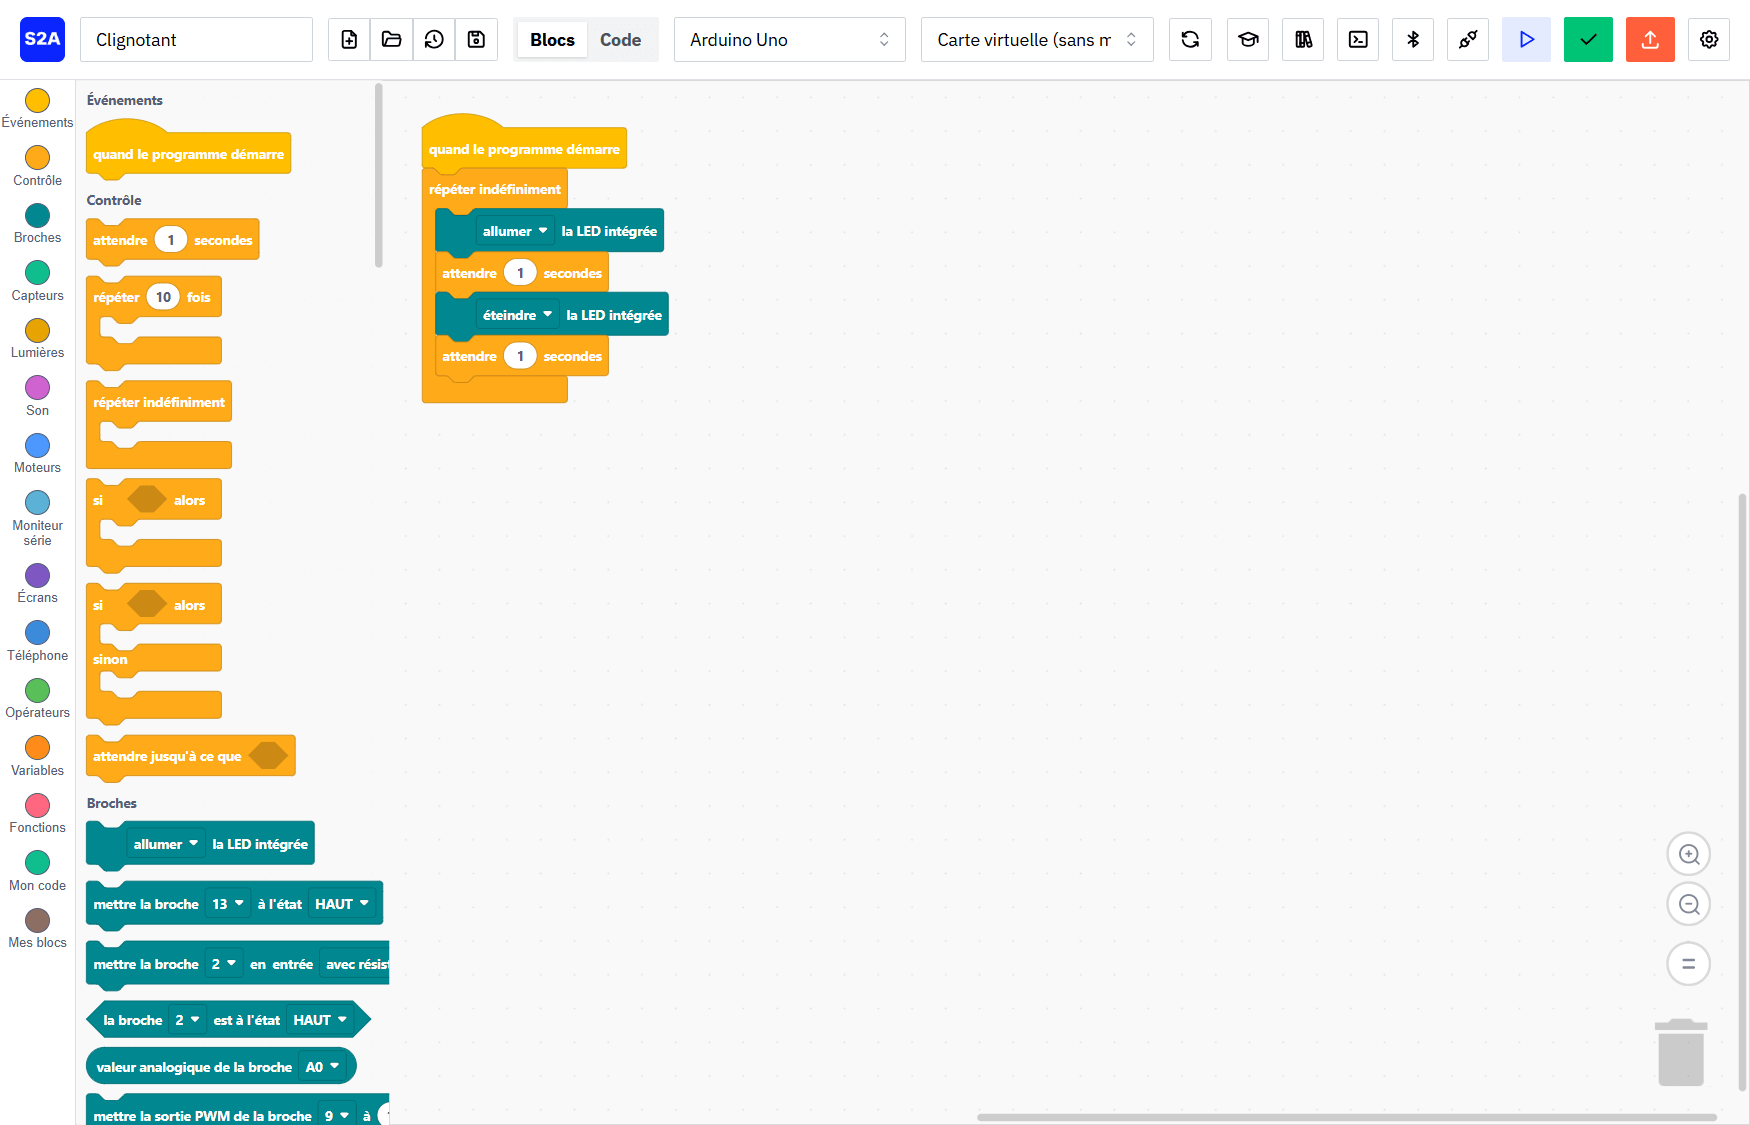 S2A
Clignotant
Blocs
Code
Arduino Uno
Carte virtuelle (sans m
Événements
Contrôle
Broches
Capteurs
Lumières
Son
Moteurs
Moniteur
série
Écrans
Téléphone
Opérateurs
Variables
Fonctions
Mon code
Mes blocs
Événements
quand le programme démarre
Contrôle
attendre 1 secondes
répéter 10 fois
répéter indéfiniment
si alors
si alors
sinon
attendre jusqu'à ce que
Broches
allumer la LED intégrée
mettre la broche 13 à l'état HAUT
mettre la broche 2 en entrée avec résis
la broche 2 est à l'état HAUT
valeur analogique de la broche A0
mettre la sortie PWM de la broche 9 à
quand le programme démarre
répéter indéfiniment
allumer la LED intégrée
attendre 1 secondes
éteindre la LED intégrée
attendre 1 secondes